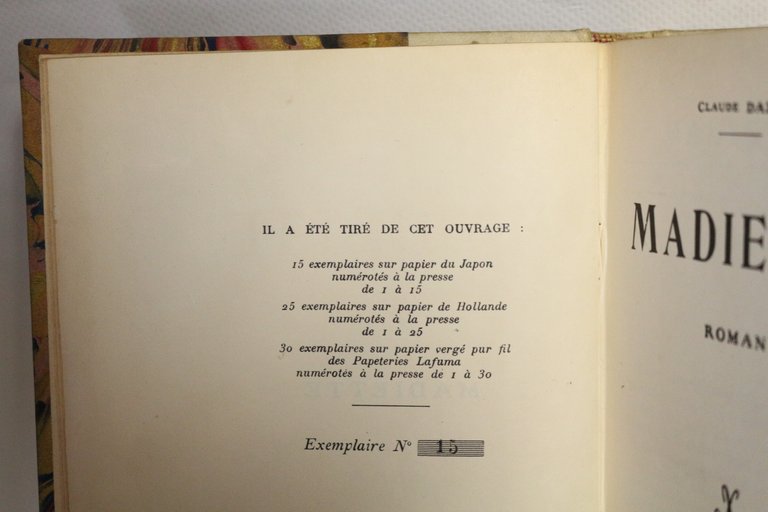 IL A ÉTÉ TIRÉ DE CET OUVRAGE :
15 exemplaires sur papier du Japon
numérotés à la presse
de 1 à 15
25 exemplaires sur papier de Hollande
numérotés à la presse
de 1 à 25
30 exemplaires sur papier vergé pur fil
des Papeteries Lafuma
numérotés à la presse de 1 à 30
Exemplaire N° 15
CLAUDE
ROMAN